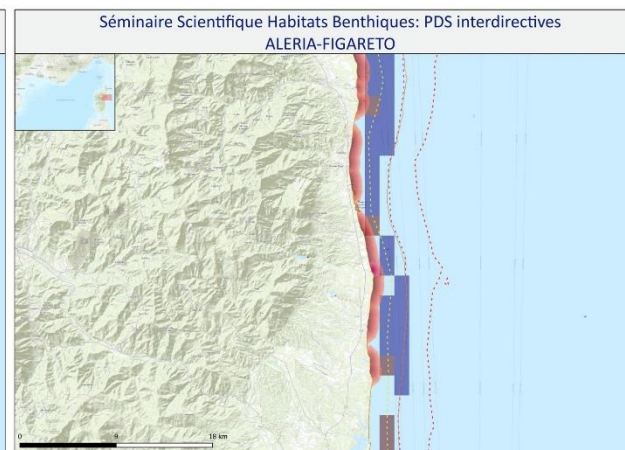 Séminaire Scientifique Habitats Benthiques: PDS interdirectives
ALERIA-FIGARETO
0 9 18 km